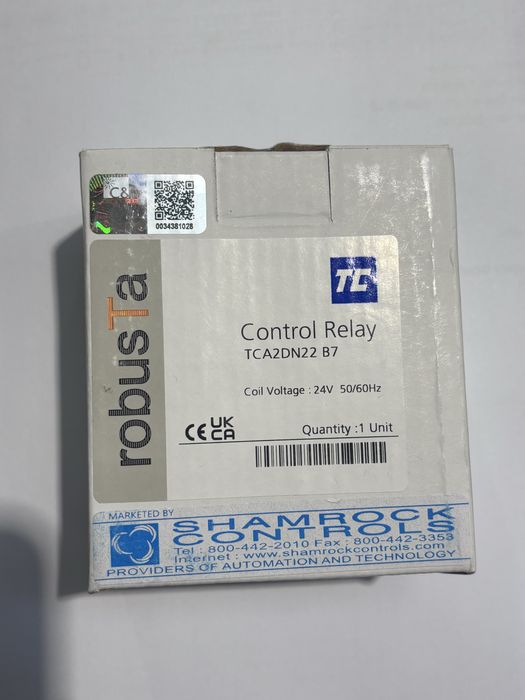 C&
0034381028
robusTa
TC
Control Relay
TCA2DN22 B7
Coil Voltage : 24V 50/60Hz
CE UK
CA
Quantity :1 Unit
MARKETED BY
SHAMROCK
CONTROLS
Tel : 800-442-2010 Fax : 800-442-3353
Internet : www.shamrockcontrols.com
PROVIDERS OF AUTOMATION AND TECHNOLOGY